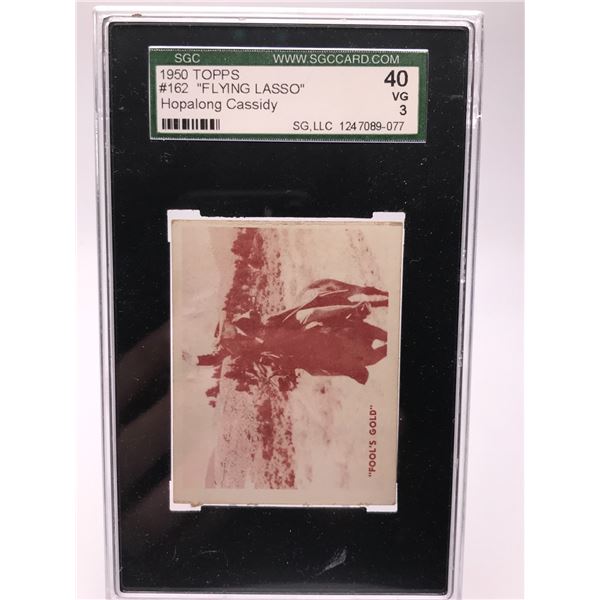 SGC WWW.SGCCARD.COM
1950 TOPPS 40
#162 "FLYING LASSO" VG
Hopalong Cassidy 3
SG,LLC 1247089-077
"FOOL'S GOLD"